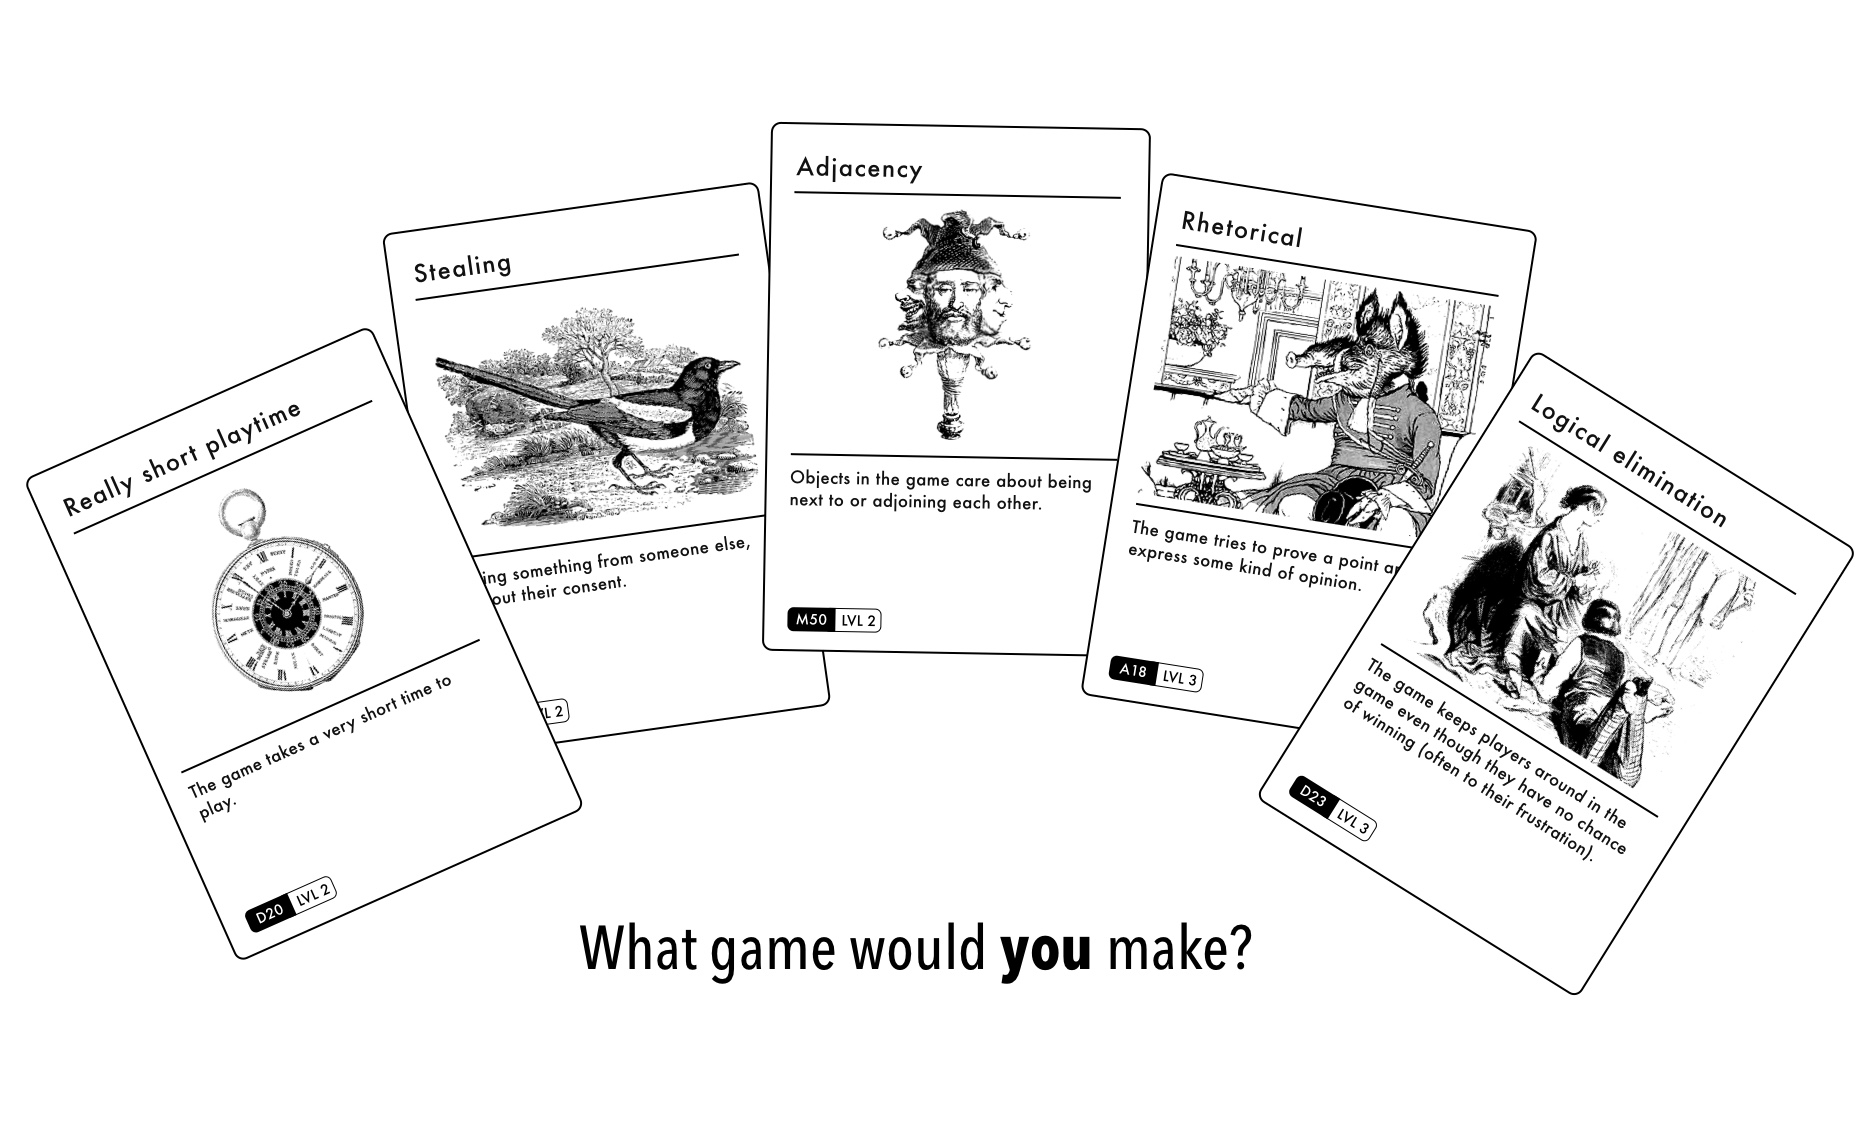 Really short playtime
The game takes a very short time to
play.
D20 LVL 2
Stealing
ing something from someone else,
out their consent.
LVL 2
Adjacency
Objects in the game care about being
next to or adjoining each other.
M50 LVL 2
Rhetorical
The game tries to prove a point
express some kind of opinion.
A18 LVL 3
Logical elimination
The game keeps players around in the
game even though they have no chance
of winning (often to their frustration).
D23 LVL 3
What game would you make?